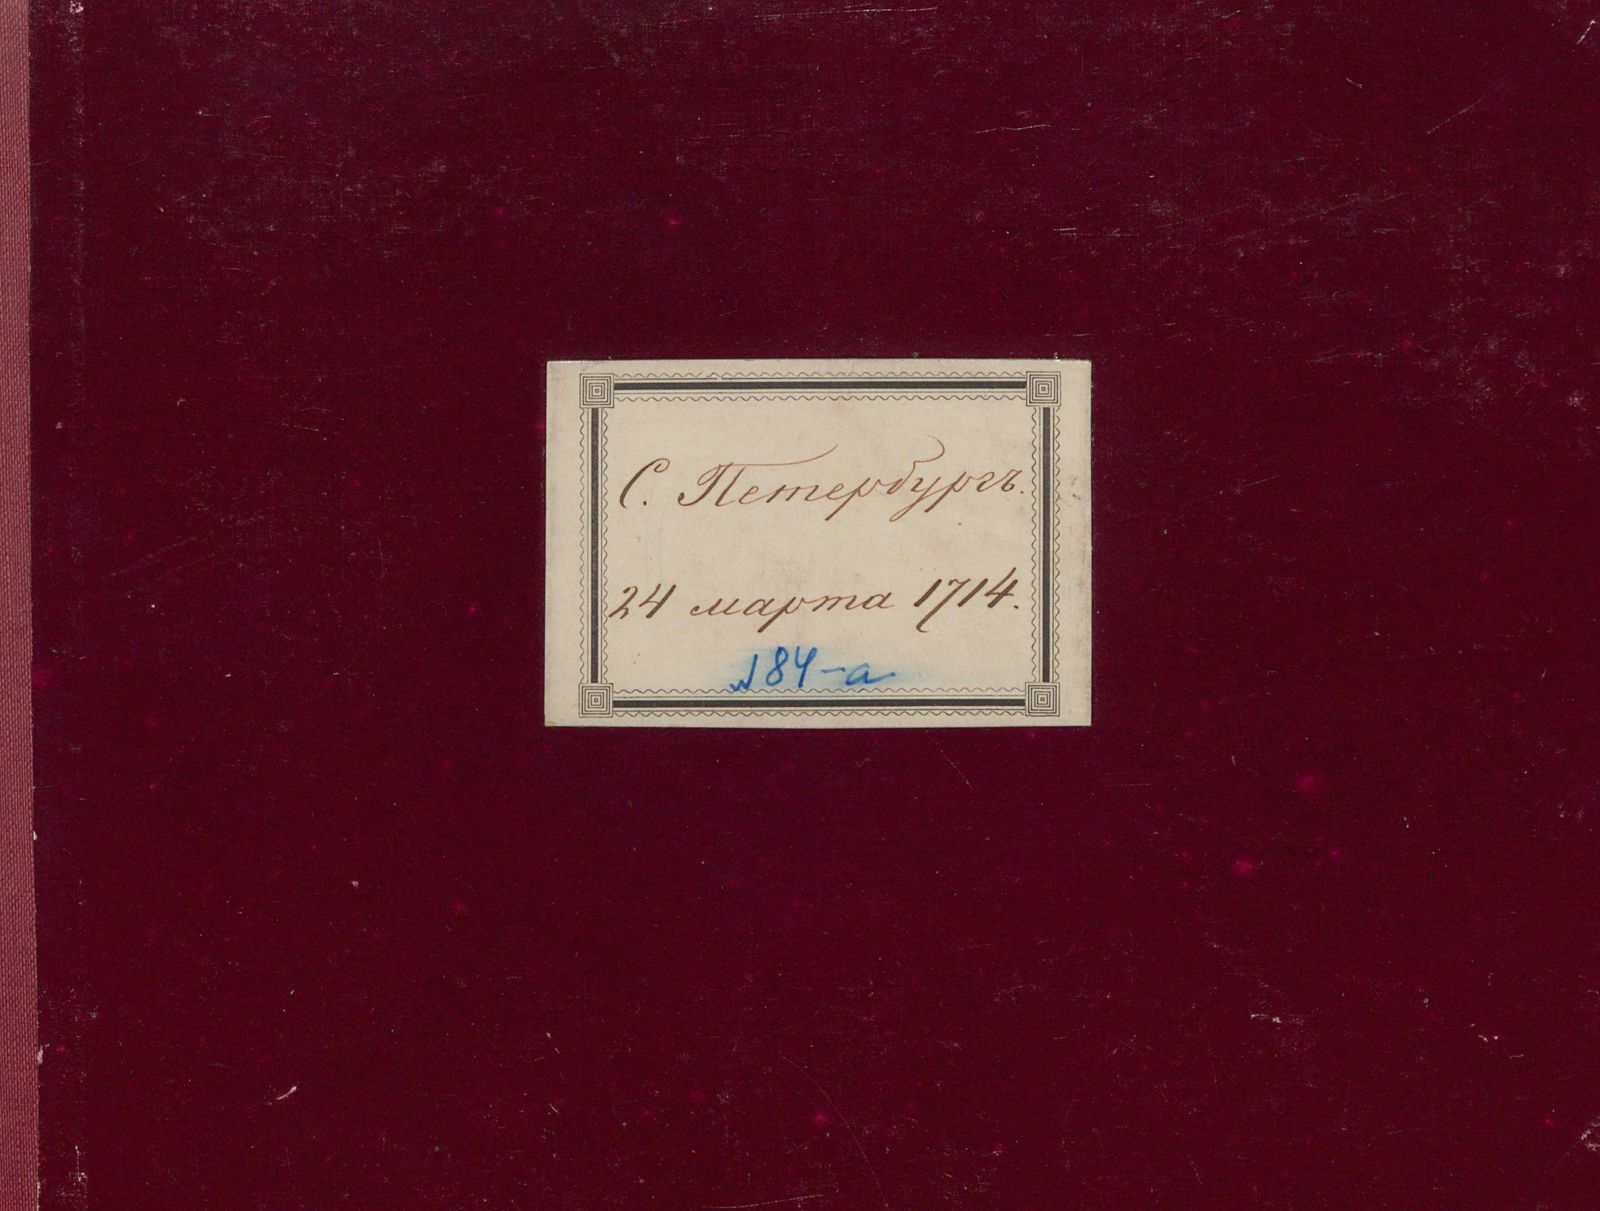 С. Петербургъ.
24 марта 1714.
№84-а